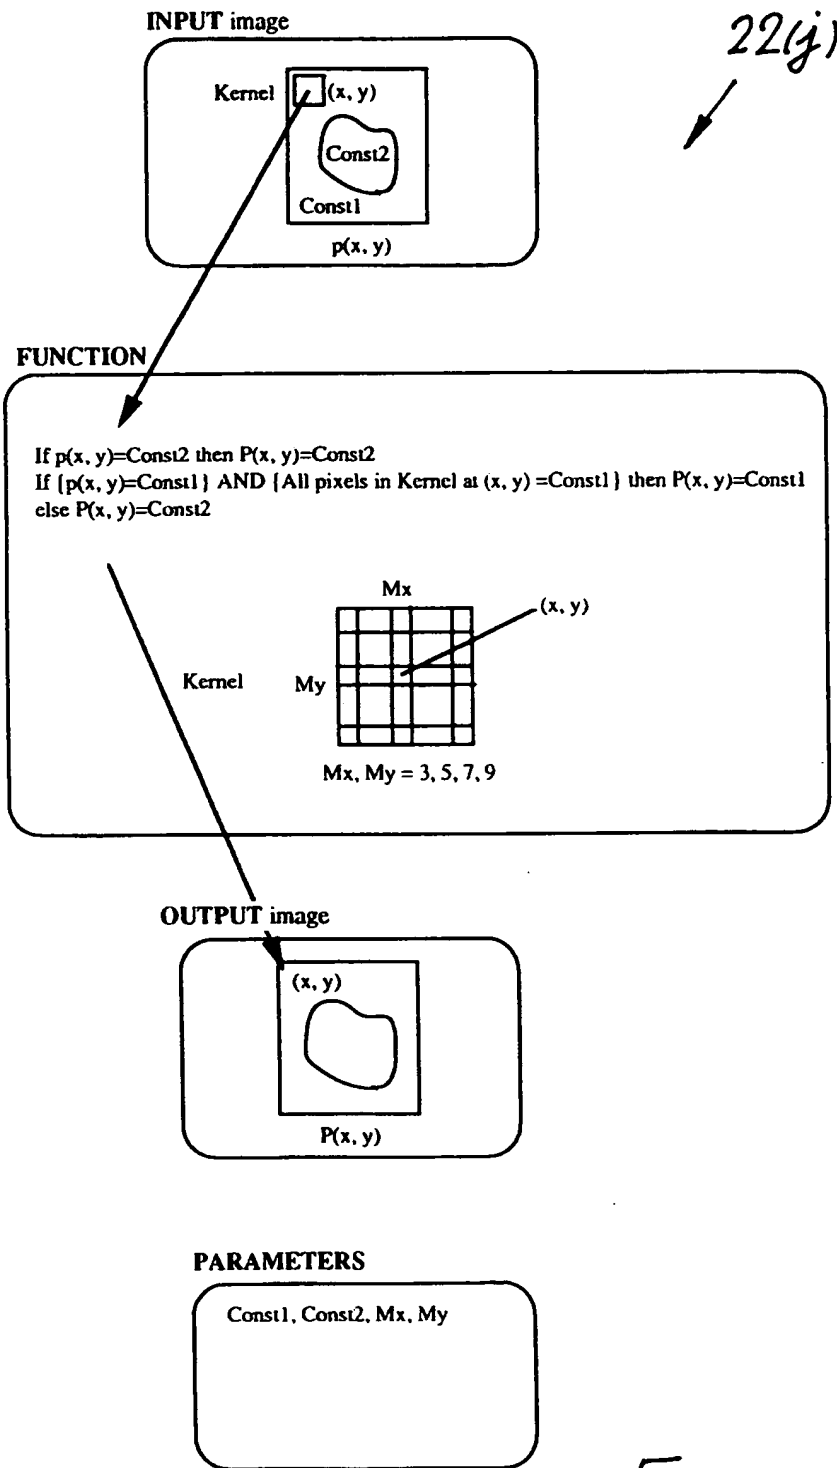 INPUT image
22(j)
Kernel
(x, y)
Const2
Const1
p(x, y)
FUNCTION
If p(x, y)=Const2 then P(x, y)=Const2
If {p(x, y)=Const1} AND {All pixels in Kernel at (x, y) =Const1} then P(x, y)=Const1
else P(x, y)=Const2
Mx
(x, y)
Kernel
My
Mx, My = 3, 5, 7, 9
OUTPUT image
(x, y)
P(x, y)
PARAMETERS
Const1, Const2, Mx, My